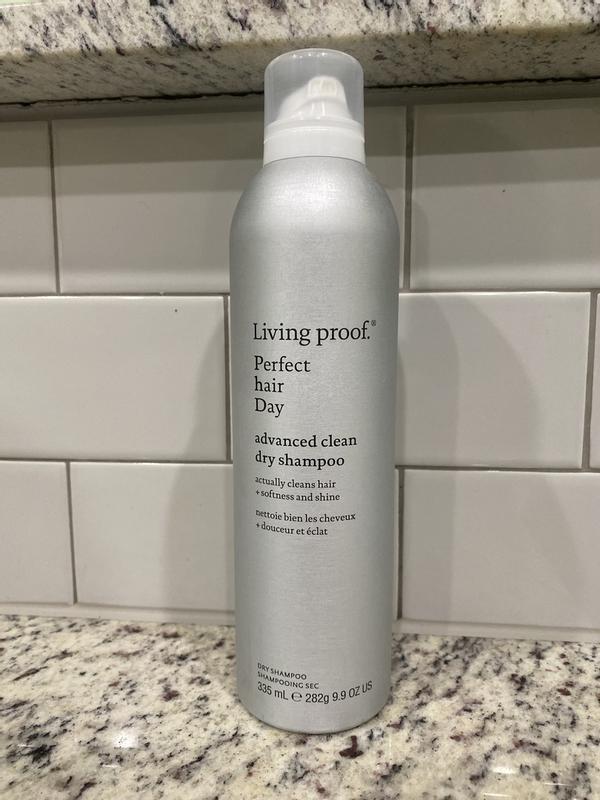 Living proof.®
Perfect
hair
Day
advanced clean
dry shampoo
actually cleans hair
+ softness and shine
nettoie bien les cheveux
+ douceur et éclat
DRY SHAMPOO
SHAMPOOING SEC
335 mL ℮ 282g 9.9 OZ US